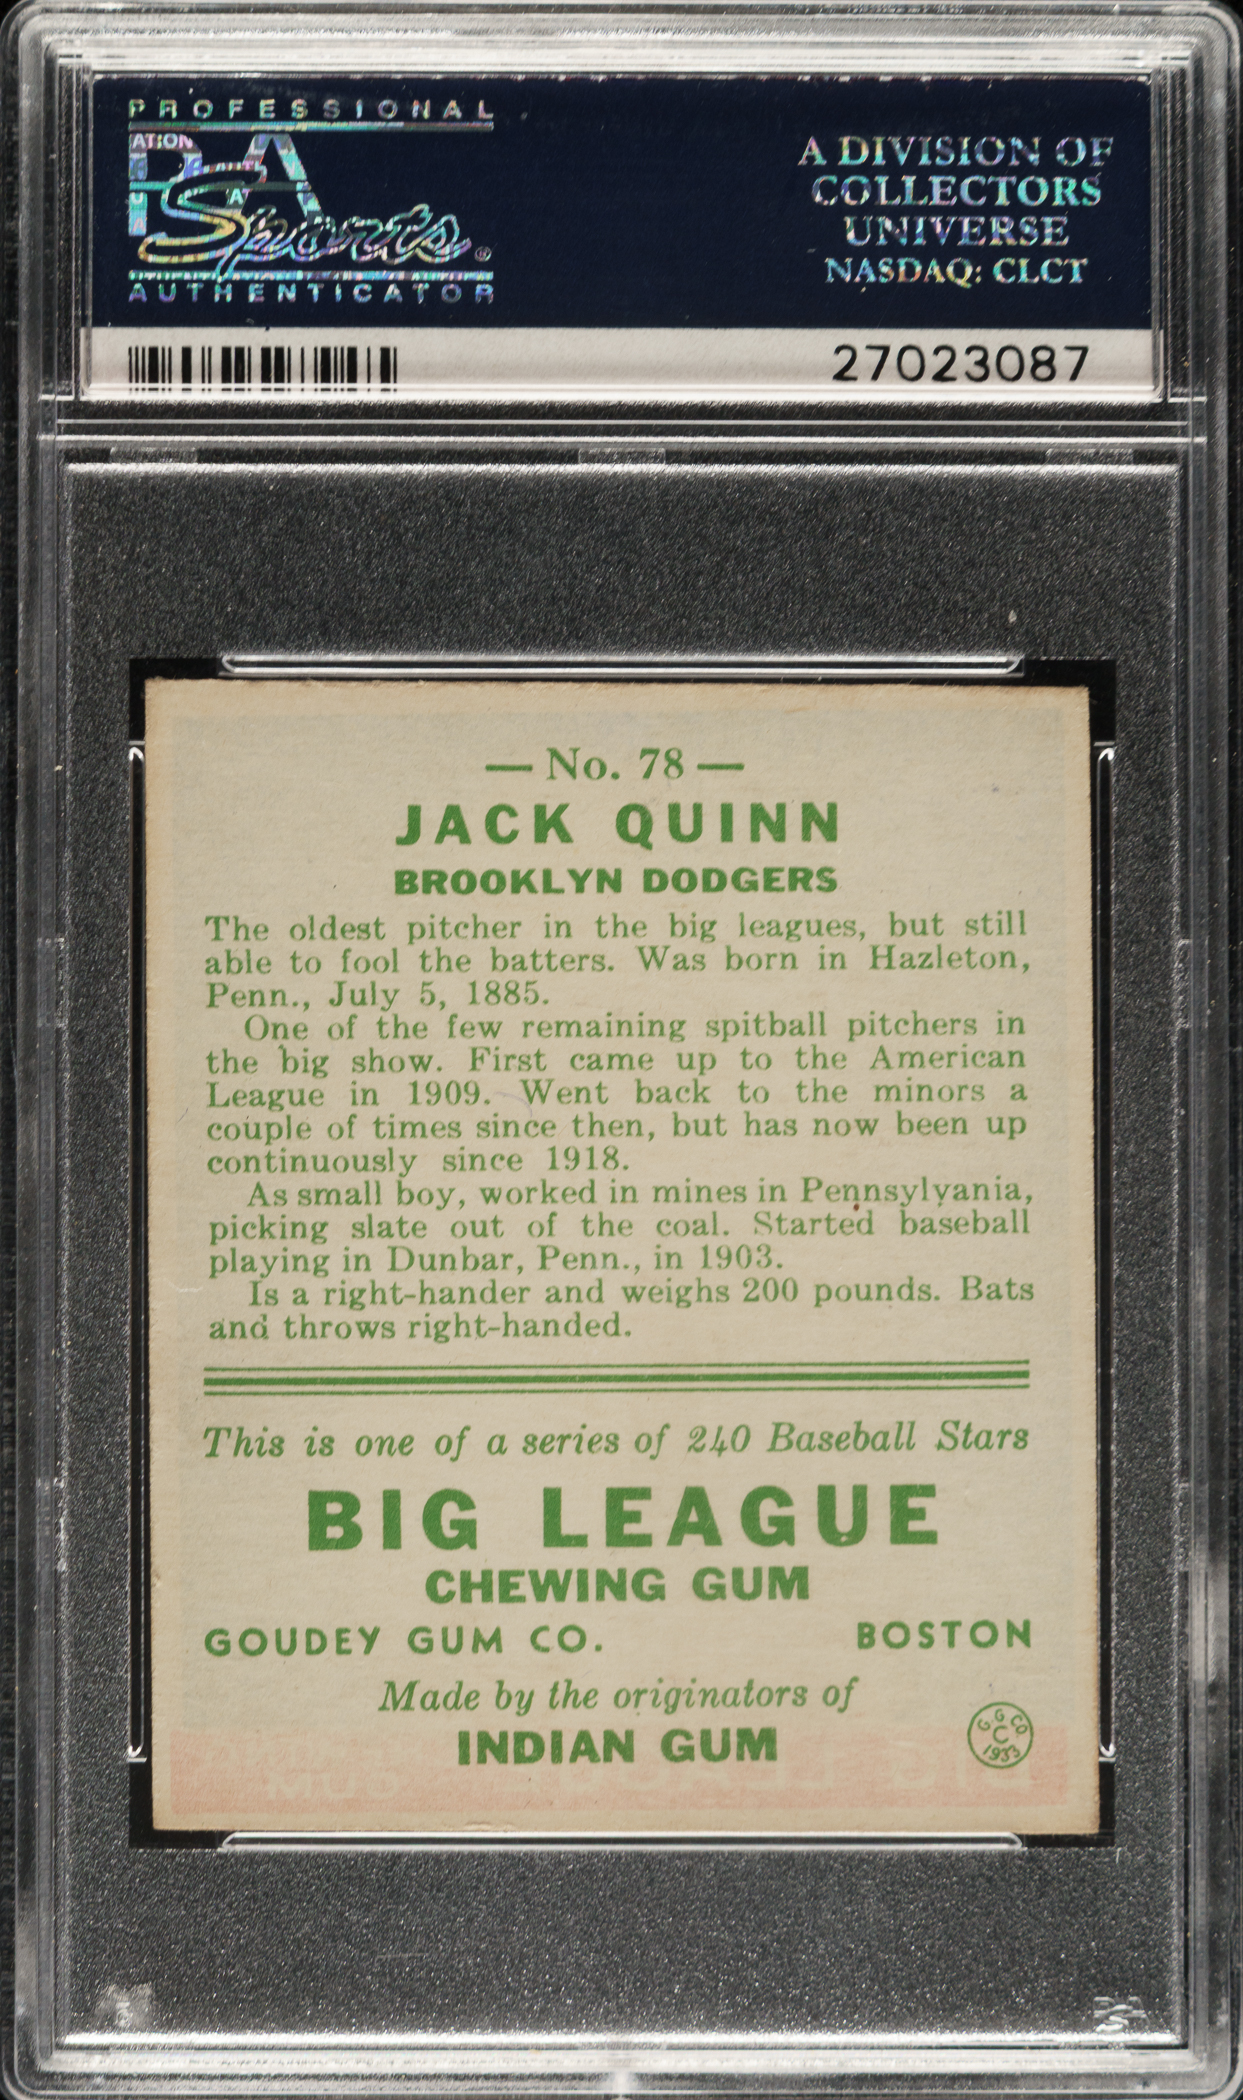 PROFESSIONAL
PSA
Sports®
AUTHENTICATOR
A DIVISION OF
COLLECTORS
UNIVERSE
NASDAQ: CLCT
27023087
— No. 78 —
JACK QUINN
BROOKLYN DODGERS
The oldest pitcher in the big leagues, but still
able to fool the batters. Was born in Hazleton,
Penn., July 5, 1885.
One of the few remaining spitball pitchers in
the big show. First came up to the American
League in 1909. Went back to the minors a
couple of times since then, but has now been up
continuously since 1918.
As small boy, worked in mines in Pennsylvania,
picking slate out of the coal. Started baseball
playing in Dunbar, Penn., in 1903.
Is a right-hander and weighs 200 pounds. Bats
and throws right-handed.
This is one of a series of 240 Baseball Stars
BIG LEAGUE
CHEWING GUM
GOUDEY GUM CO. BOSTON
Made by the originators of
INDIAN GUM
G. G. CO.
C
1933
PSA